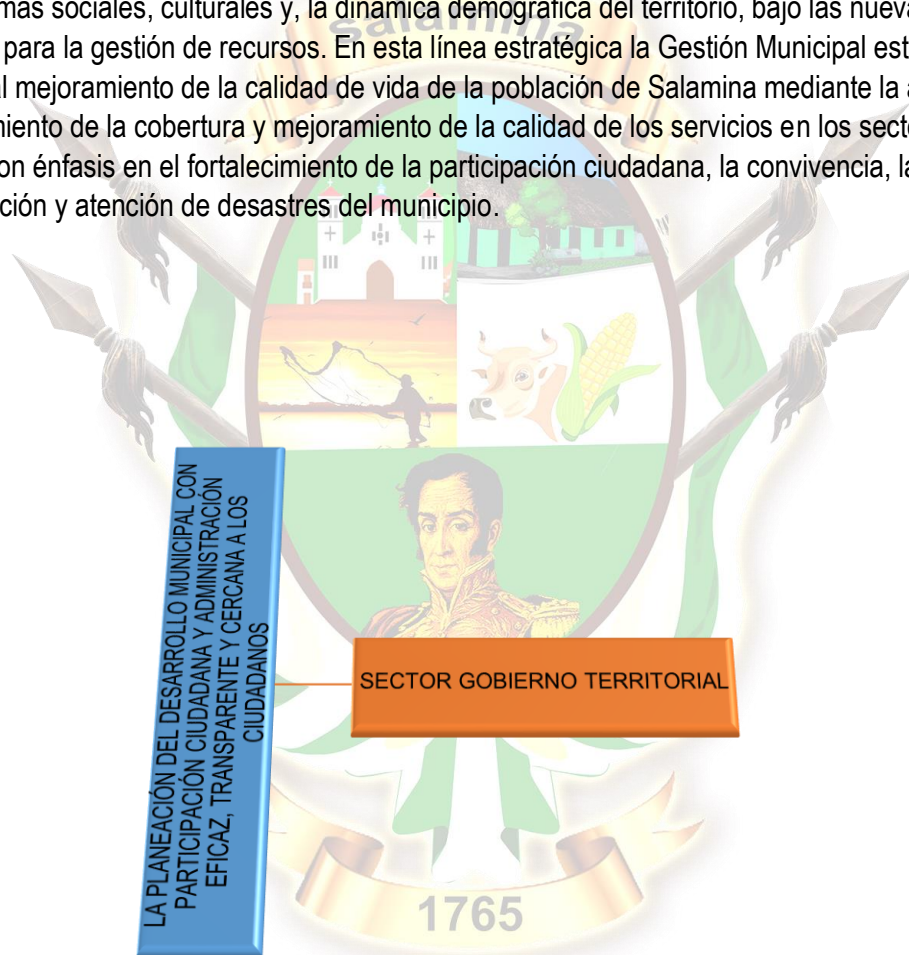 mas sociales, culturales y, la dinámica demográfica del territorio, bajo las nueva
para la gestión de recursos. En esta línea estratégica la Gestión Municipal est
l mejoramiento de la calidad de vida de la población de Salamina mediante la a
miento de la cobertura y mejoramiento de la calidad de los servicios en los secto
on énfasis en el fortalecimiento de la participación ciudadana, la convivencia, la
ción y atención de desastres del municipio.
salamina
LA PLANEACIÓN DEL DESARROLLO MUNICIPAL CON
PARTICIPACIÓN CIUDADANA Y ADMINISTRACIÓN
EFICAZ, TRANSPARENTE Y CERCANA A LOS
CIUDADANOS
SECTOR GOBIERNO TERRITORIAL
1765